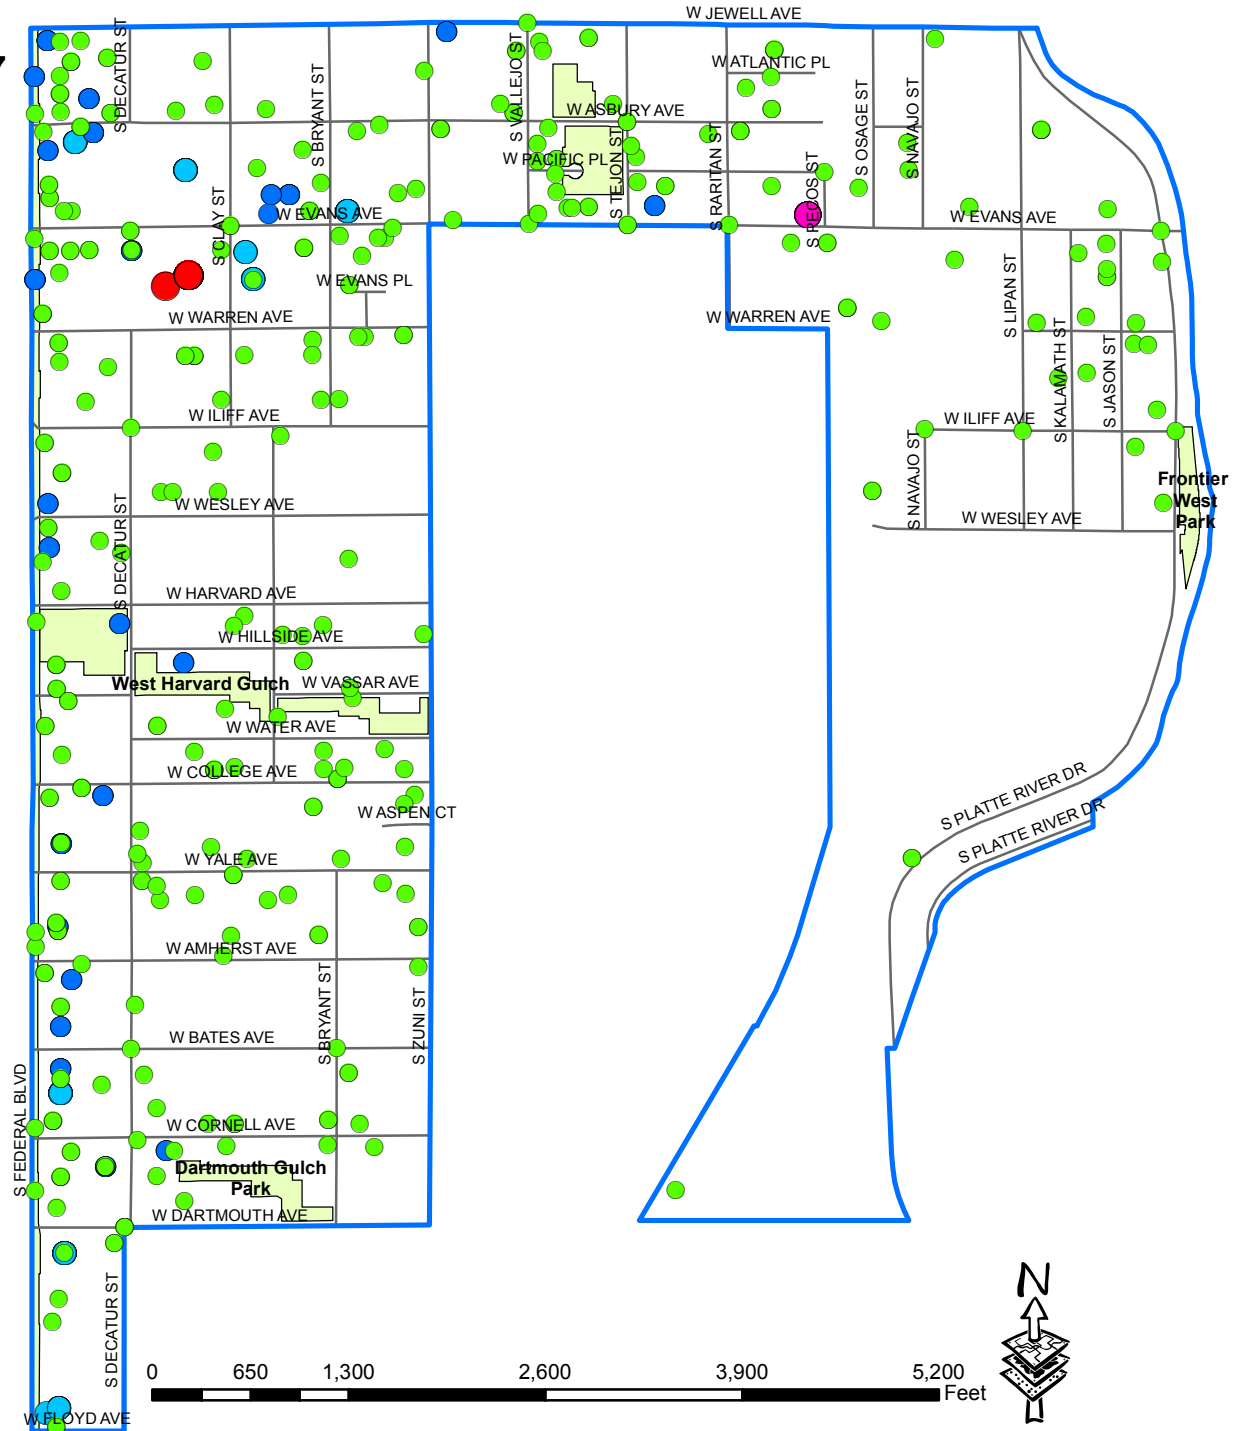 W JEWELL AVE
S DECATUR ST
S BRYANT ST
S VALLEJO ST
W ATLANTIC PL
W ASBURY AVE
W PACIFIC PL
S TEJON ST
S RARITAN ST
S PECOS ST
S OSAGE ST
S NAVAJO ST
S CLAY ST
W EVANS AVE
W EVANS AVE
W EVANS PL
W WARREN AVE
W WARREN AVE
S LIPAN ST
S KALAMATH ST
S JASON ST
W ILIFF AVE
W ILIFF AVE
S NAVAJO ST
Frontier
West
Park
W WESLEY AVE
W WESLEY AVE
S DECATUR ST
W HARVARD AVE
W HILLSIDE AVE
West Harvard Gulch
W VASSAR AVE
W WATER AVE
W COLLEGE AVE
W ASPEN CT
S PLATTE RIVER DR
S PLATTE RIVER DR
W YALE AVE
W AMHERST AVE
S BRYANT ST
S ZUNI ST
W BATES AVE
S FEDERAL BLVD
W CORNELL AVE
Dartmouth Gulch
Park
W DARTMOUTH AVE
S DECATUR ST
W FLOYD AVE
N
0 650 1,300 2,600 3,900 5,200
Feet